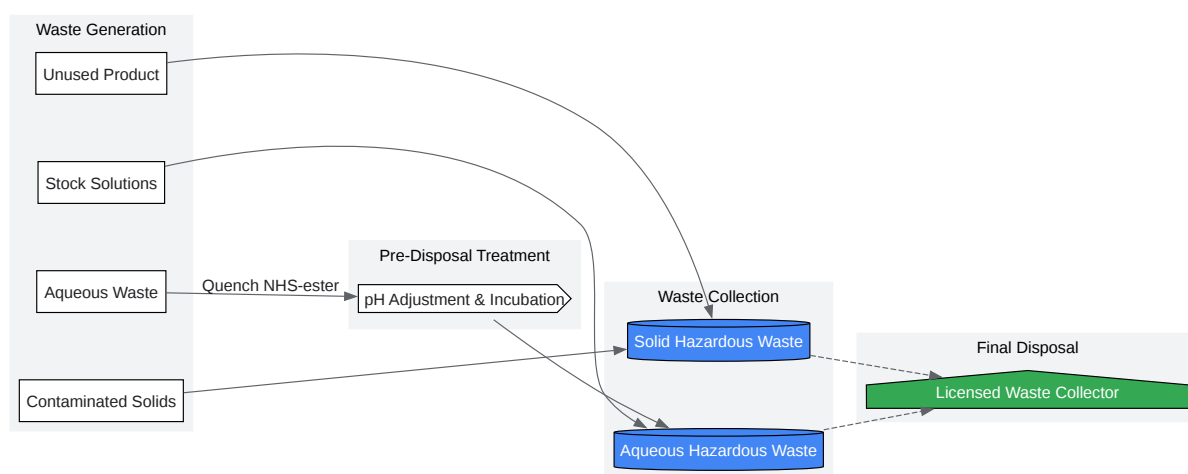 Waste Generation
Unused Product
Stock Solutions
Aqueous Waste
Contaminated Solids
Quench NHS-ester
Pre-Disposal Treatment
pH Adjustment & Incubation
Waste Collection
Solid Hazardous Waste
Aqueous Hazardous Waste
Final Disposal
Licensed Waste Collector